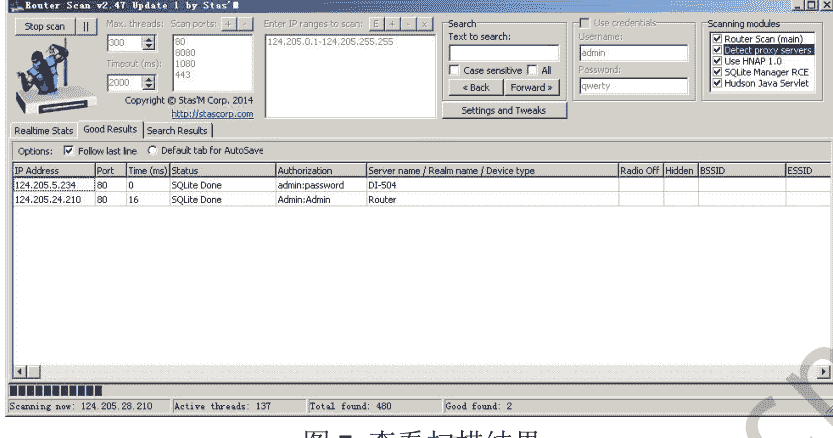 Router Scan v2.47 Update 1 by Stas'M
Stop scan || Max. threads: Scan ports: + - Enter IP ranges to scan: E + - x
300
80
8080
1080
443
Timeout (ms):
2000
124.205.0.1-124.205.255.255
Copyright © Stas'M Corp. 2014
http://stascorp.com
Search
Text to search:
Case sensitive All
« Back Forward »
Settings and Tweaks
Use credentials
Username:
admin
Password:
qwerty
Scanning modules
Router Scan (main)
Detect proxy servers
Use HNAP 1.0
SQLite Manager RCE
Hudson Java Servlet
Realtime Stats Good Results Search Results
Options: Follow last line Default tab for AutoSave
IP Address Port Time (ms) Status Authorization Server name / Realm name / Device type Radio Off Hidden BSSID ESSID
124.205.5.234 80 0 SQLite Done admin:password DI-504
124.205.24.210 80 16 SQLite Done Admin:Admin Router
Scanning now: 124.205.28.210 Active threads: 137 Total found: 480 Good found: 2